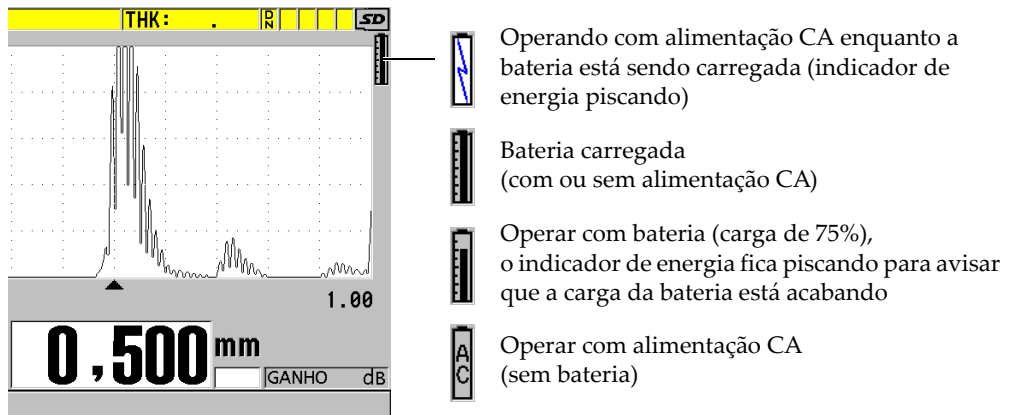 THK: . DN SD
1.00
0,500 mm
GANHO dB
Operando com alimentação CA enquanto a
bateria está sendo carregada (indicador de
energia piscando)
Bateria carregada
(com ou sem alimentação CA)
Operar com bateria (carga de 75%),
o indicador de energia fica piscando para avisar
que a carga da bateria está acabando
AC
Operar com alimentação CA
(sem bateria)